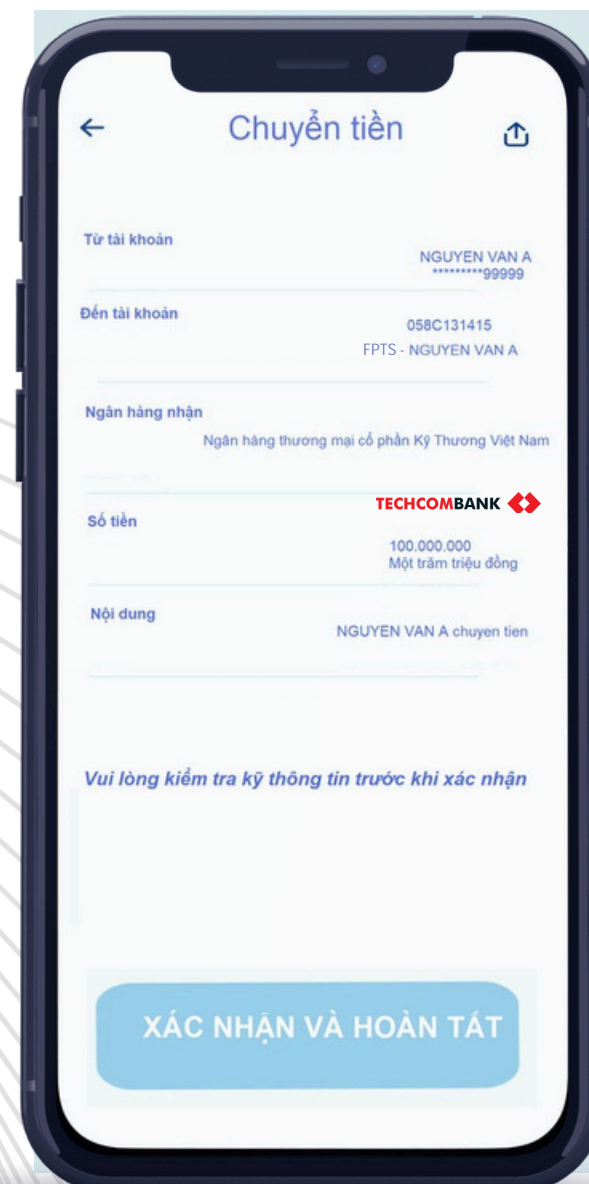 Chuyển tiền
Từ tài khoản
NGUYEN VAN A
*********99999
Đến tài khoản
058C131415
FPTS - NGUYEN VAN A
Ngân hàng nhận
Ngân hàng thương mại cổ phần Kỹ Thương Việt Nam
TECHCOMBANK
Số tiền
100.000.000
Một trăm triệu đồng
Nội dung
NGUYEN VAN A chuyen tien
Vui lòng kiểm tra kỹ thông tin trước khi xác nhận
XÁC NHẬN VÀ HOÀN TẤT